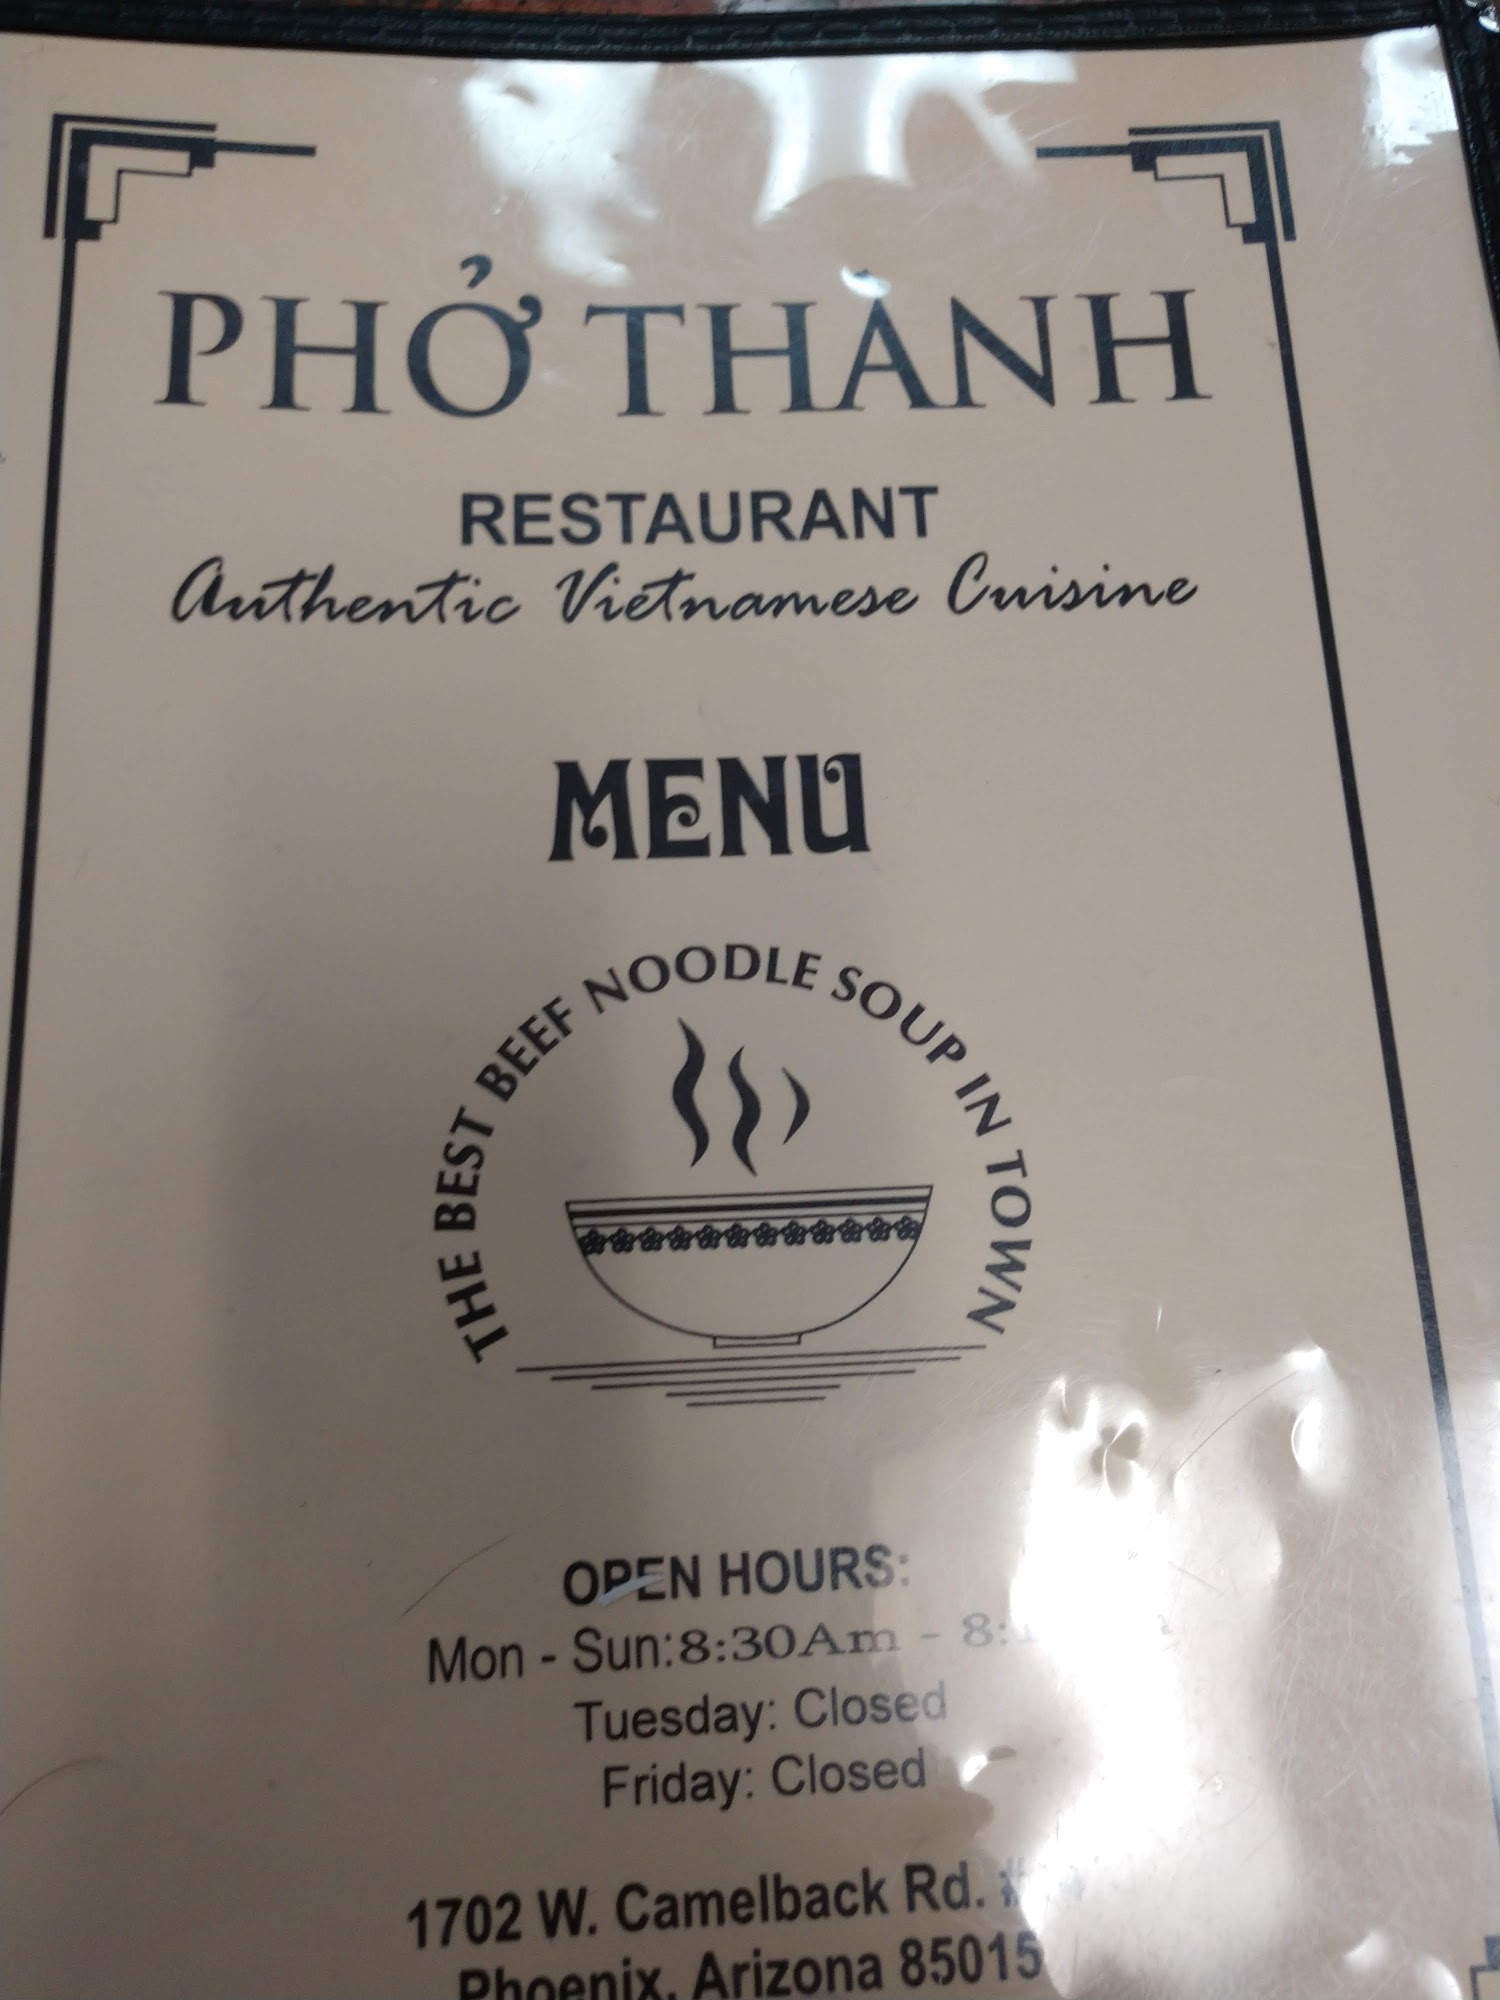 PHỞ THÀNH
RESTAURANT
Authentic Vietnamese Cuisine
MENU
THE BEST BEEF NOODLE SOUP IN TOWN
OPEN HOURS:
Mon - Sun:8:30Am -
Tuesday: Closed
Friday: Closed
1702 W. Camelback Rd.
Phoenix, Arizona 85015